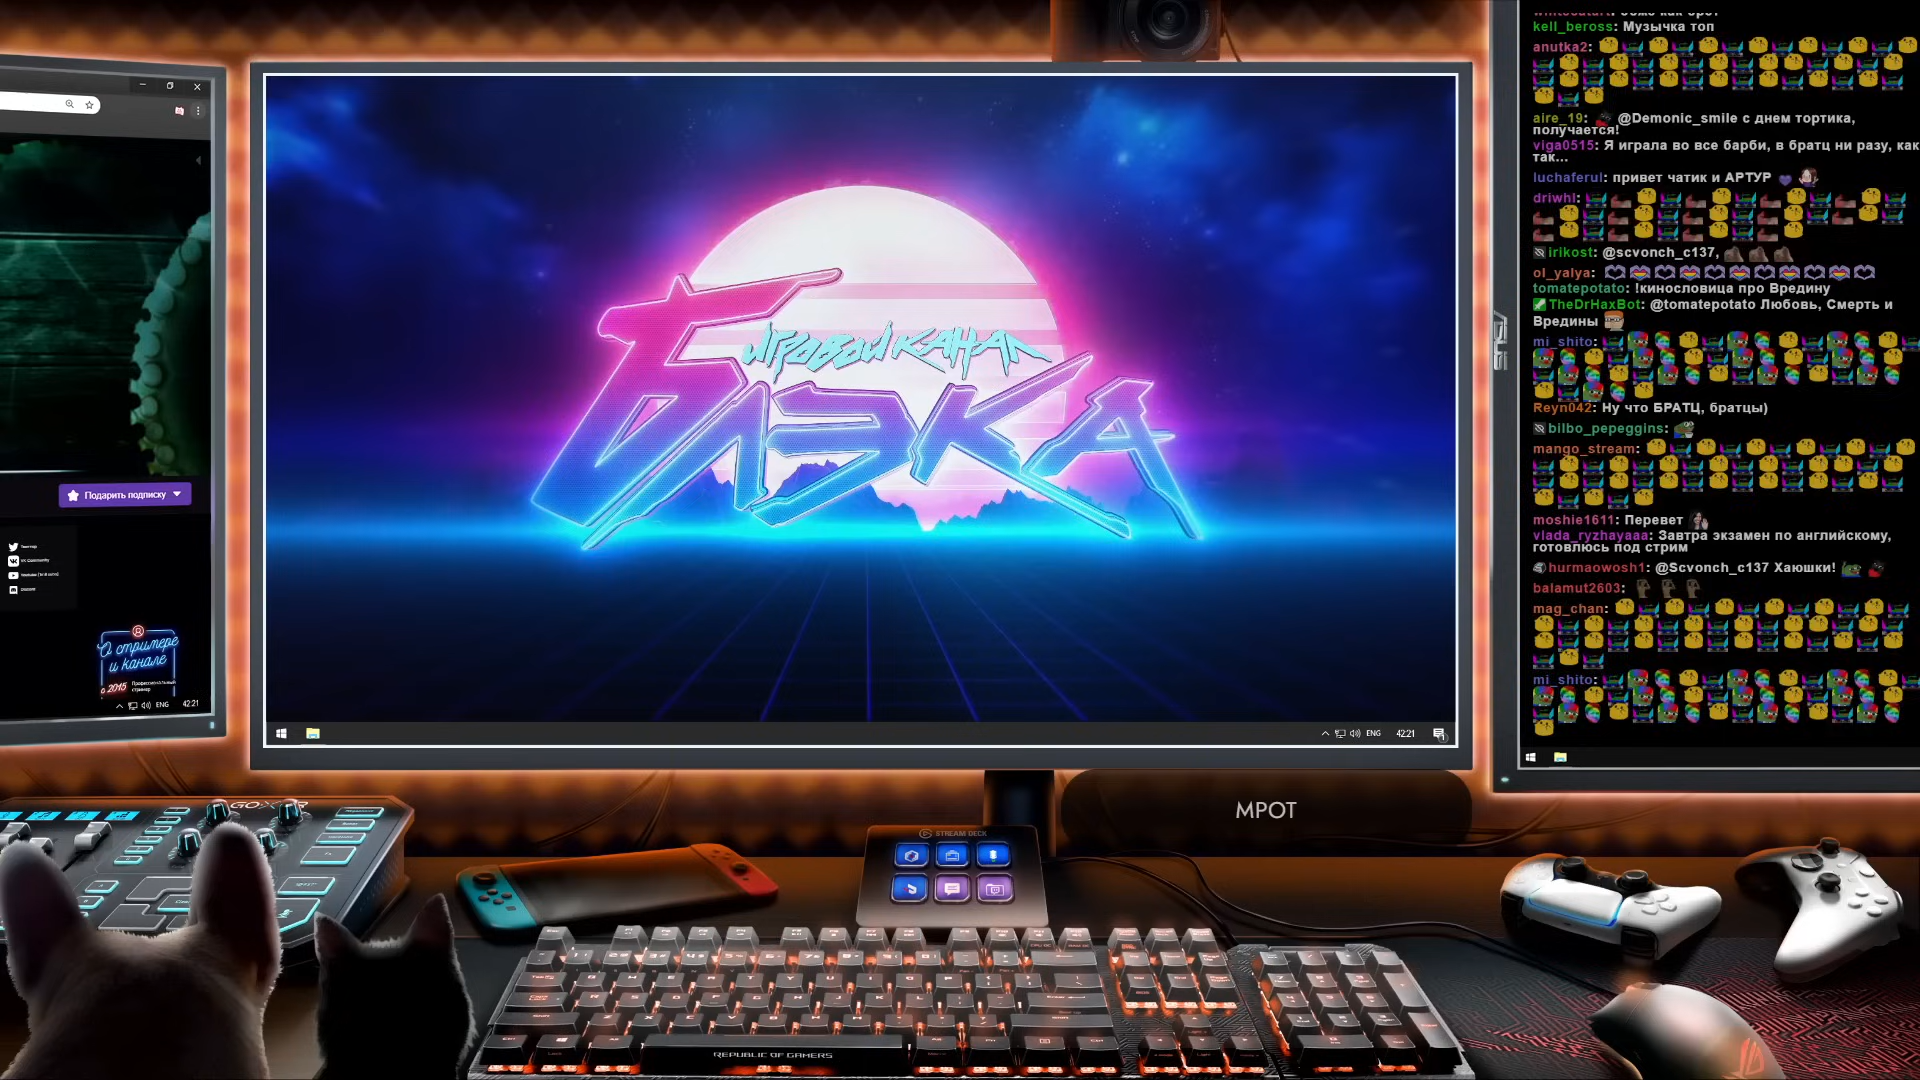 Подарить подписку
О стримере
и канале
с 2015
Профессиональный
стример
ENG
42:21
ИГРОВОЙ КАНАЛ
БЛЭКА
ENG
42:21
kell_beross: Музычка топ
anutka2:
aire_19: @Demonic_smile с днем тортика,
получается!
viga0515: Я играла во все барби, в братц ни разу, как
так...
luchaferul: привет чатик и АРТУР
driwhl:
irikost: @scvonch_c137,
ol_yalya:
tomatepotato: !кинословица про Вредину
TheDrHaxBot: @tomatepotato Любовь, Смерть и
Вредины
mi_shito:
Reyn042: Ну что БРАТЦ, братцы)
bilbo_pepeggins:
mango_stream:
moshie1611: Перевет
vlada_ryzhayaaa: Завтра экзамен по английскому,
готовлюсь под стрим
hurmaowosh1: @Scvonch_c137 Хаюшки!
balamut2603:
mag_chan:
mi_shito:
МРОТ
STREAM DECK
REPUBLIC OF GAMERS